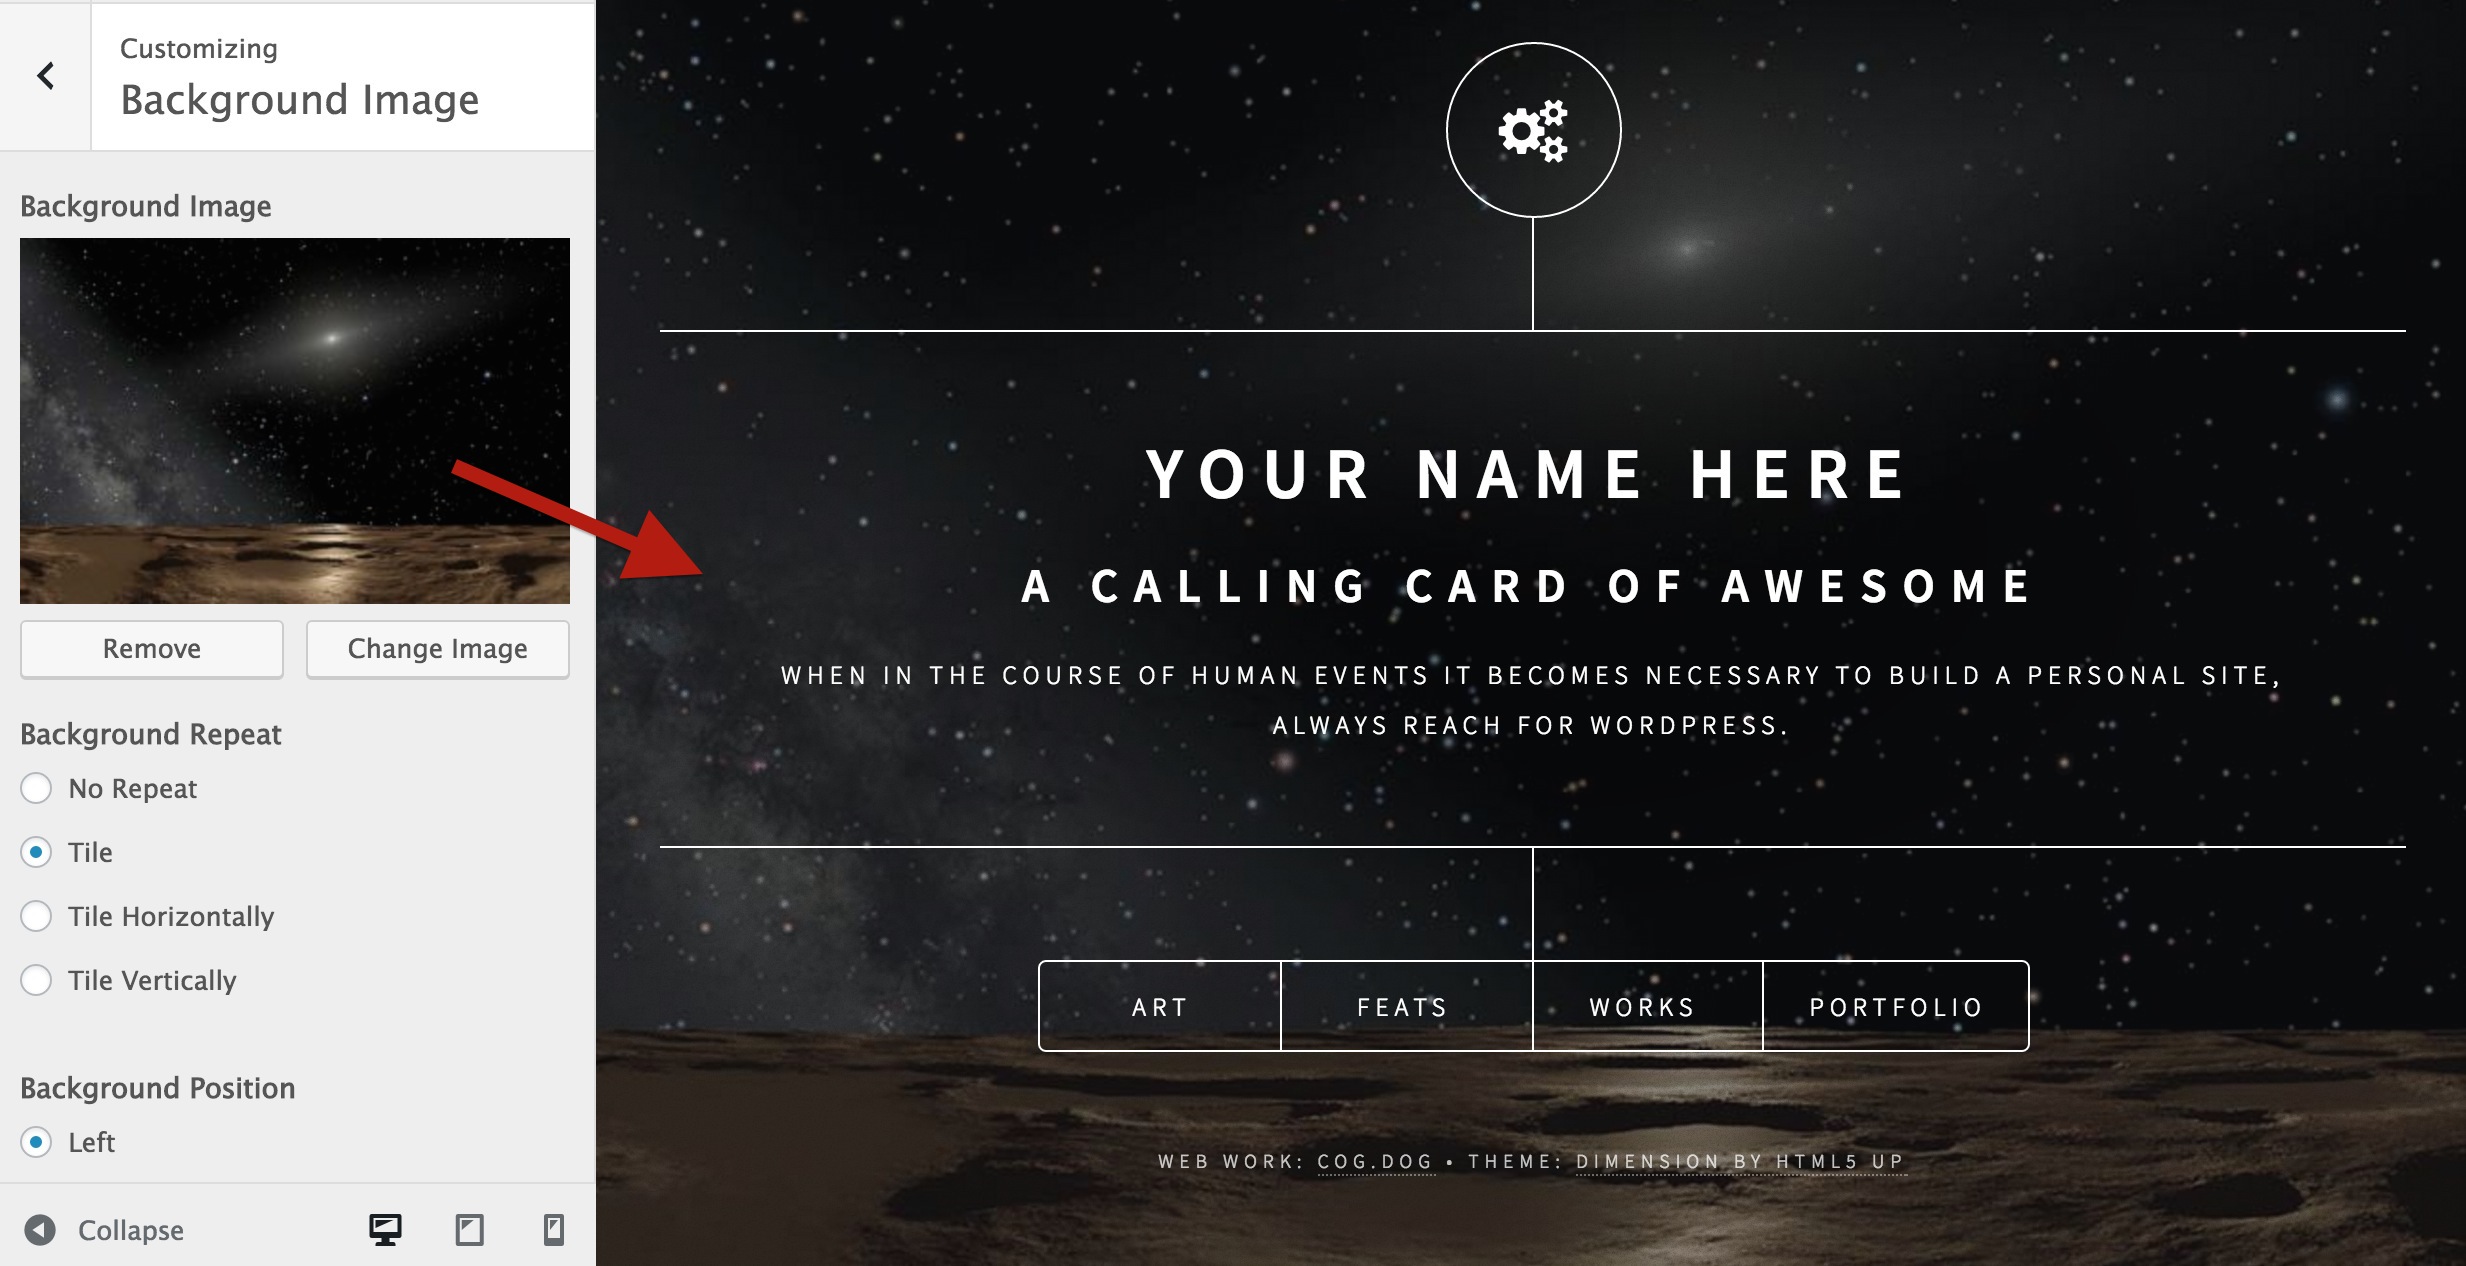 Customizing
Background Image
Background Image
Remove
Change Image
Background Repeat
No Repeat
Tile
Tile Horizontally
Tile Vertically
Background Position
Left
Collapse
YOUR NAME HERE
A CALLING CARD OF AWESOME
WHEN IN THE COURSE OF HUMAN EVENTS IT BECOMES NECESSARY TO BUILD A PERSONAL SITE,
ALWAYS REACH FOR WORDPRESS.
ART
FEATS
WORKS
PORTFOLIO
WEB WORK: COG.DOG • THEME: DIMENSION BY HTML5 UP